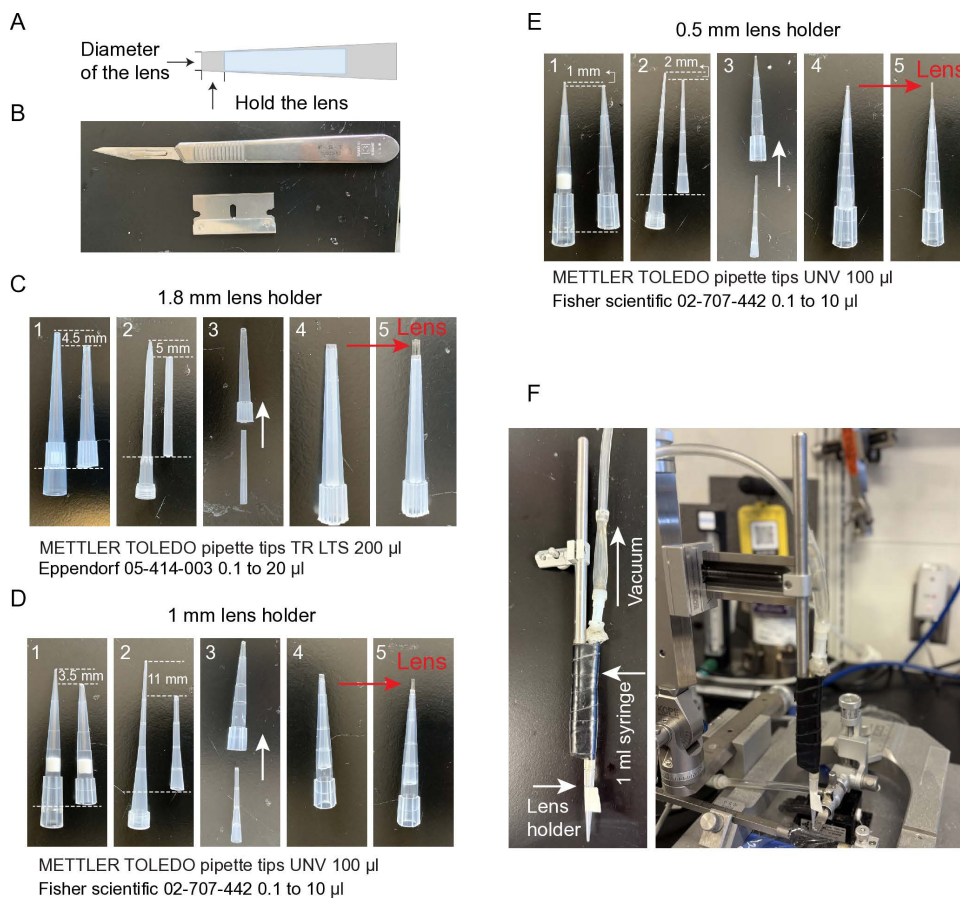 A
Diameter
of the lens
Hold the lens
B
C
1.8 mm lens holder
1
4.5 mm
2
5 mm
3
4
5
Lens
METTLER TOLEDO pipette tips TR LTS 200 µl
Eppendorf 05-414-003 0.1 to 20 µl
D
1 mm lens holder
1
3.5 mm
2
11 mm
3
4
5
Lens
METTLER TOLEDO pipette tips UNV 100 µl
Fisher scientific 02-707-442 0.1 to 10 µl
E
0.5 mm lens holder
1
1 mm
2
2 mm
3
4
5
Lens
METTLER TOLEDO pipette tips UNV 100 µl
Fisher scientific 02-707-442 0.1 to 10 µl
F
Vacuum
1 ml syringe
Lens
holder